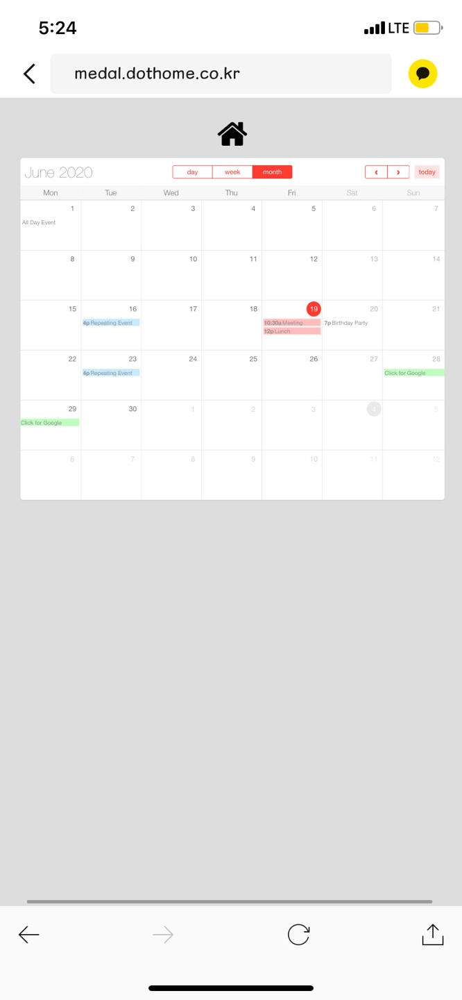 5:24 LTE
medal.dothome.co.kr
June 2020 day week month ‹ › today
Mon Tue Wed Thu Fri Sat Sun
1 2 3 4 5 6 7
All Day Event
8 9 10 11 12 13 14
15 16 17 18 19 20 21
4p Repeating Event 10:30a Meeting 7p Birthday Party
12p Lunch
22 23 24 25 26 27 28
4p Repeating Event Click for Google
29 30 1 2 3 4 5
Click for Google
6 7 8 9 10 11 12